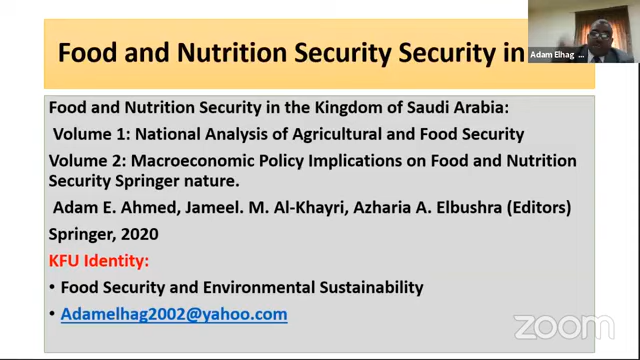 Food and Nutrition Security Security in
Adam Elhag ...
Food and Nutrition Security in the Kingdom of Saudi Arabia:
Volume 1: National Analysis of Agricultural and Food Security
Volume 2: Macroeconomic Policy Implications on Food and Nutrition
Security Springer nature.
Adam E. Ahmed, Jameel. M. Al-Khayri, Azharia A. Elbushra (Editors)
Springer, 2020
KFU Identity:
• Food Security and Environmental Sustainability
• Adamelhag2002@yahoo.com
zoom